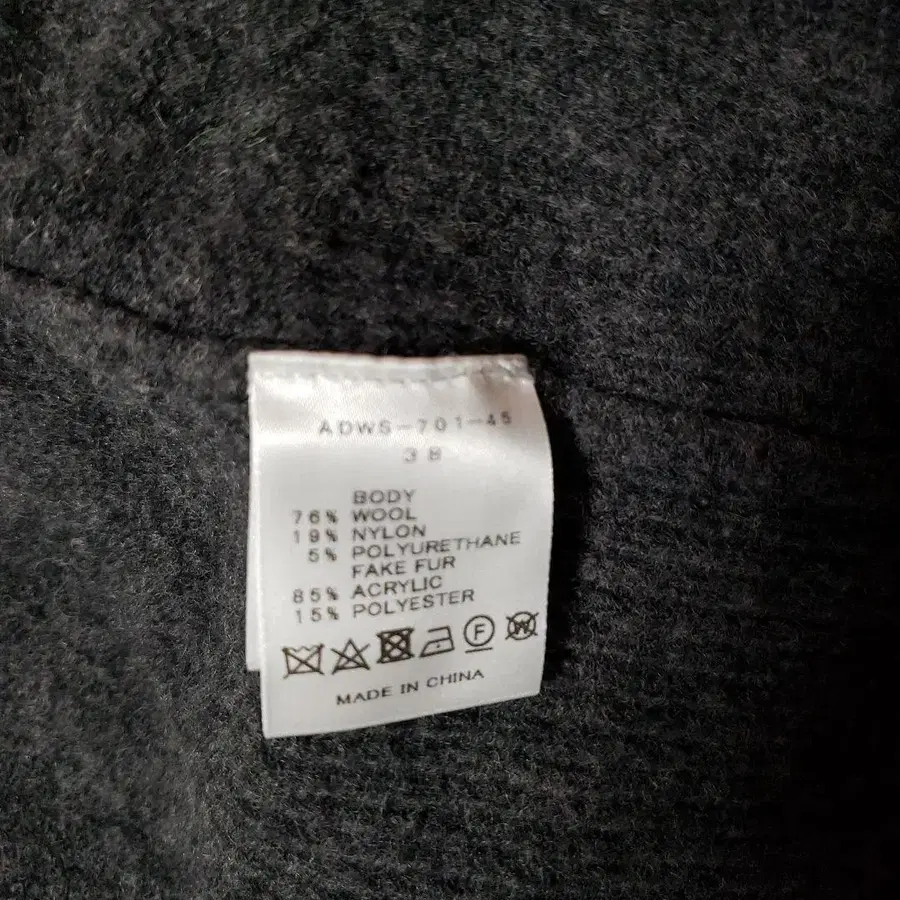 ADWS-701-45
38
BODY
76% WOOL
19% NYLON
5% POLYURETHANE
FAKE FUR
85% ACRYLIC
15% POLYESTER
F W
MADE IN CHINA